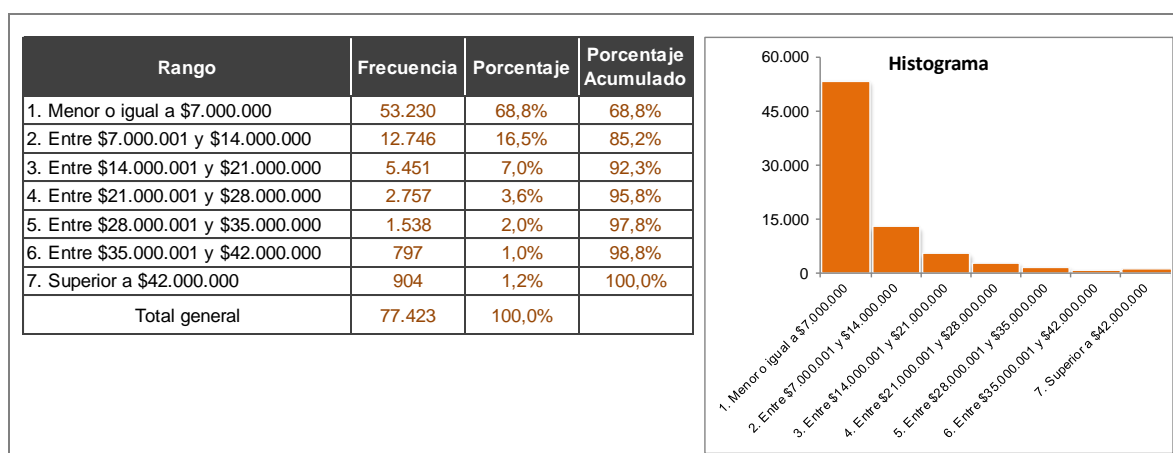 Rango Frecuencia Porcentaje Porcentaje Acumulado
1. Menor o igual a $7.000.000 53.230 68,8% 68,8%
2. Entre $7.000.001 y $14.000.000 12.746 16,5% 85,2%
3. Entre $14.000.001 y $21.000.000 5.451 7,0% 92,3%
4. Entre $21.000.001 y $28.000.000 2.757 3,6% 95,8%
5. Entre $28.000.001 y $35.000.000 1.538 2,0% 97,8%
6. Entre $35.000.001 y $42.000.000 797 1,0% 98,8%
7. Superior a $42.000.000 904 1,2% 100,0%
Total general 77.423 100,0%
Histograma
60.000
45.000
30.000
15.000
0
1. Menor o igual a $7.000.000
2. Entre $7.000.001 y $14.000.000
3. Entre $14.000.001 y $21.000.000
4. Entre $21.000.001 y $28.000.000
5. Entre $28.000.001 y $35.000.000
6. Entre $35.000.001 y $42.000.000
7. Superior a $42.000.000